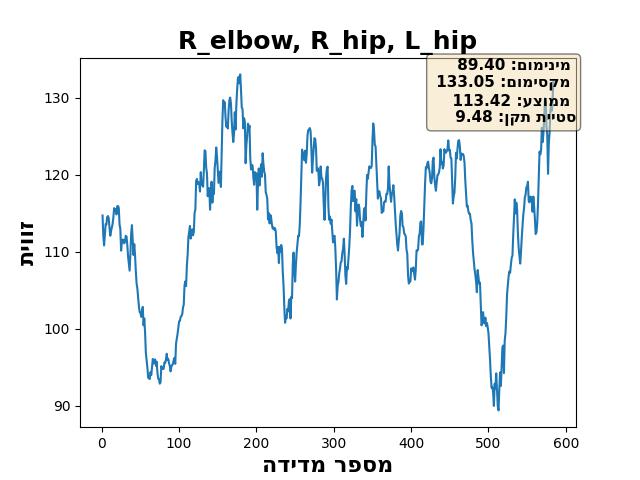 R_elbow, R_hip, L_hip
מינימום: 89.40
מקסימום: 133.05
ממוצע: 113.42
סטיית תקן: 9.48
זווית
130
120
110
100
90
0 100 200 300 400 500 600
מספר מדידה